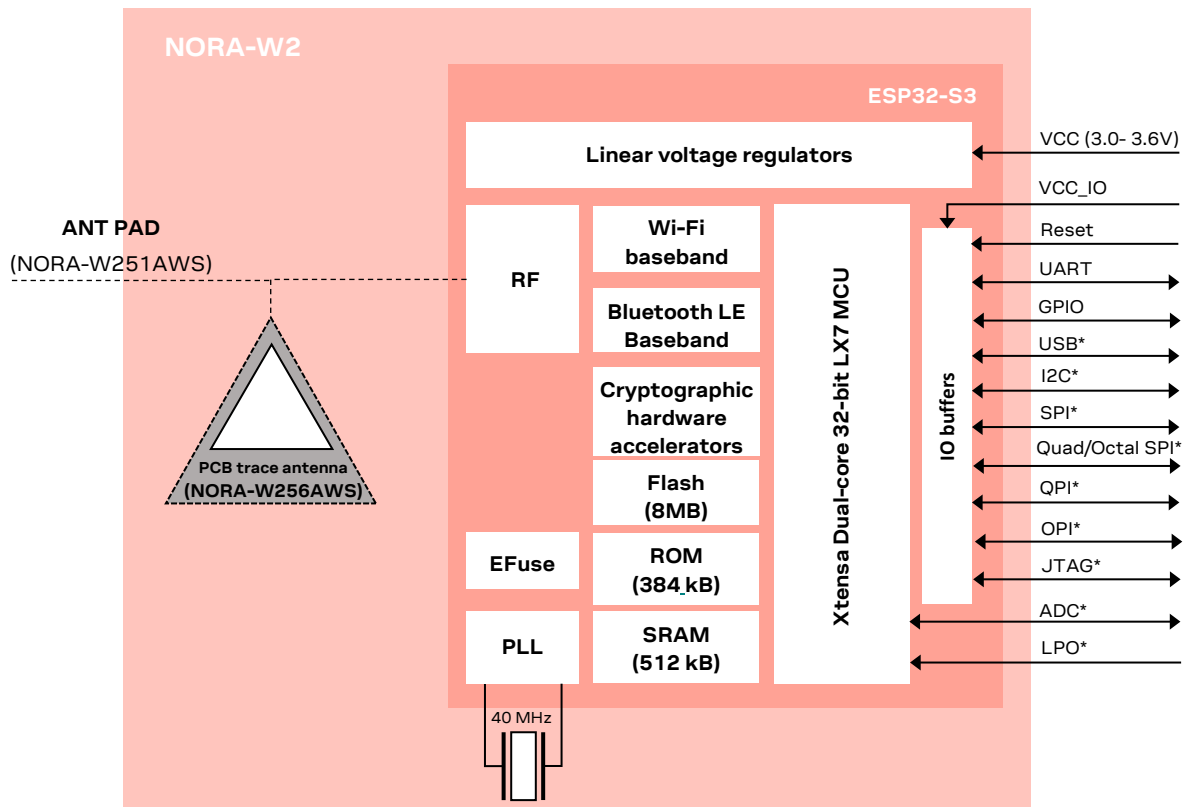 NORA-W2
ESP32-S3
Linear voltage regulators
VCC (3.0- 3.6V)
VCC_IO
Reset
UART
GPIO
USB*
I2C*
SPI*
Quad/Octal SPI*
QPI*
OPI*
JTAG*
ADC*
LPO*
ANT PAD
(NORA-W251AWS)
RF
Wi-Fi
baseband
Bluetooth LE
Baseband
Cryptographic
hardware
accelerators
Flash
(8MB)
EFuse
ROM
(384 kB)
PLL
SRAM
(512 kB)
Xtensa Dual-core 32-bit LX7 MCU
IO buffers
PCB trace antenna
(NORA-W256AWS)
40 MHz